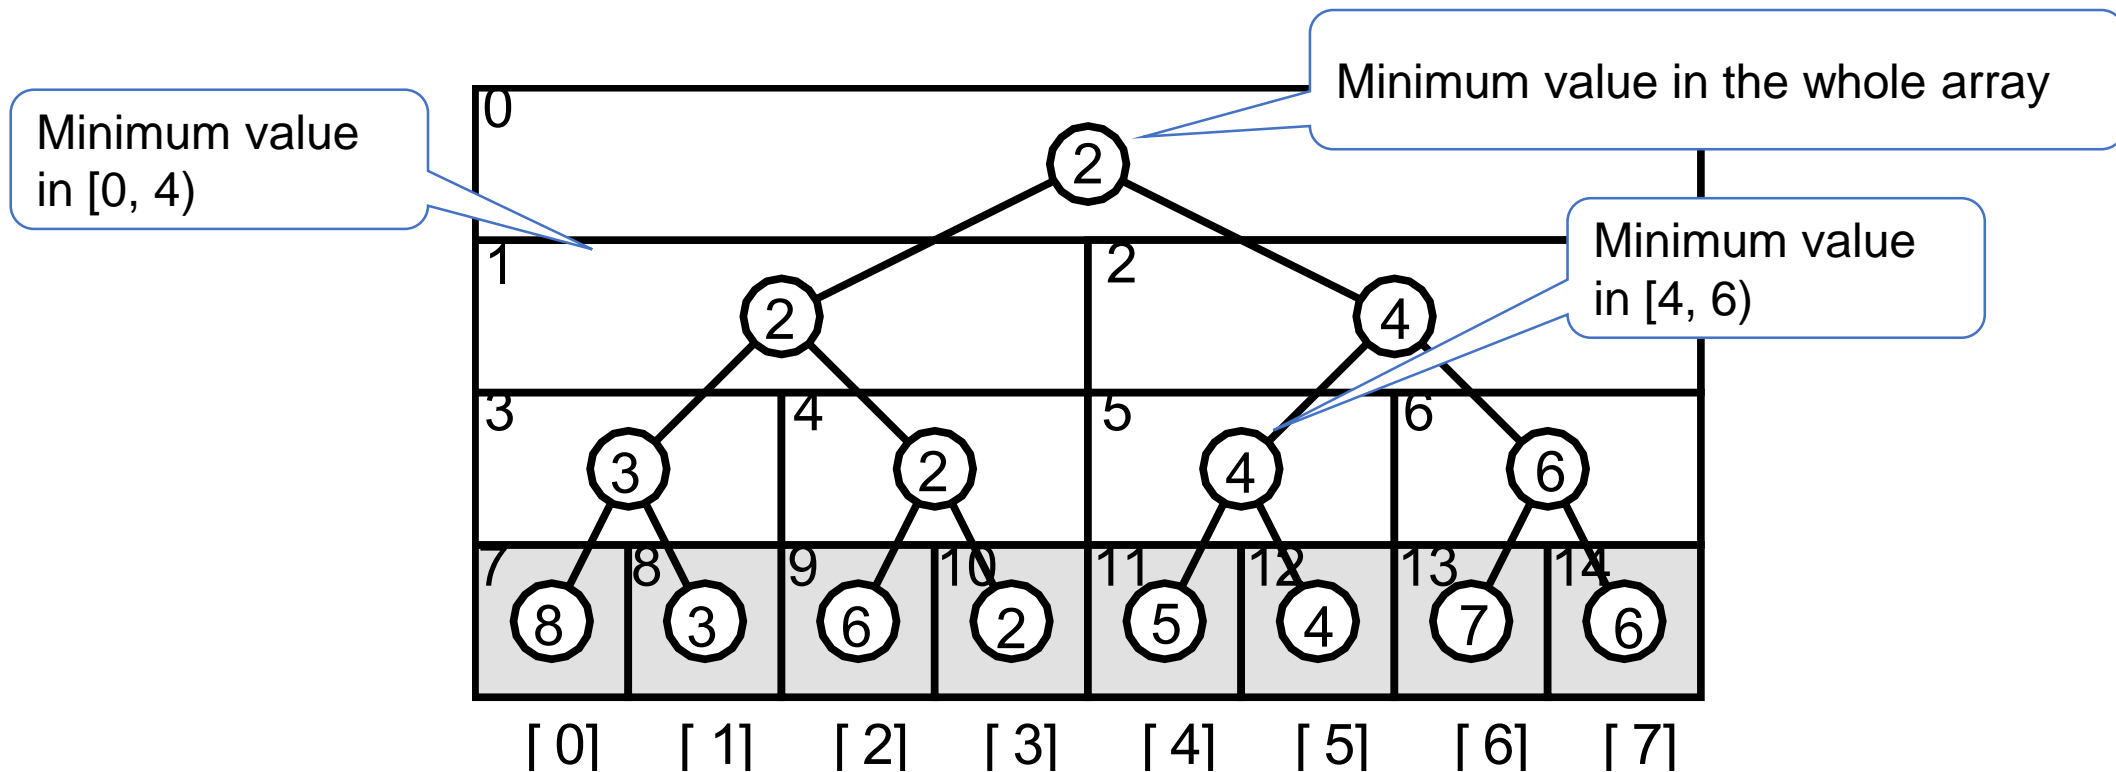 Minimum value in the whole array
Minimum value
in [0, 4)
0
2
Minimum value
in [4, 6)
1
2
2
4
3
4
5
6
3
2
4
6
7 8 9 10 11 12 13 14
8 3 6 2 5 4 7 6
[ 0] [ 1] [ 2] [ 3] [ 4] [ 5] [ 6] [ 7]